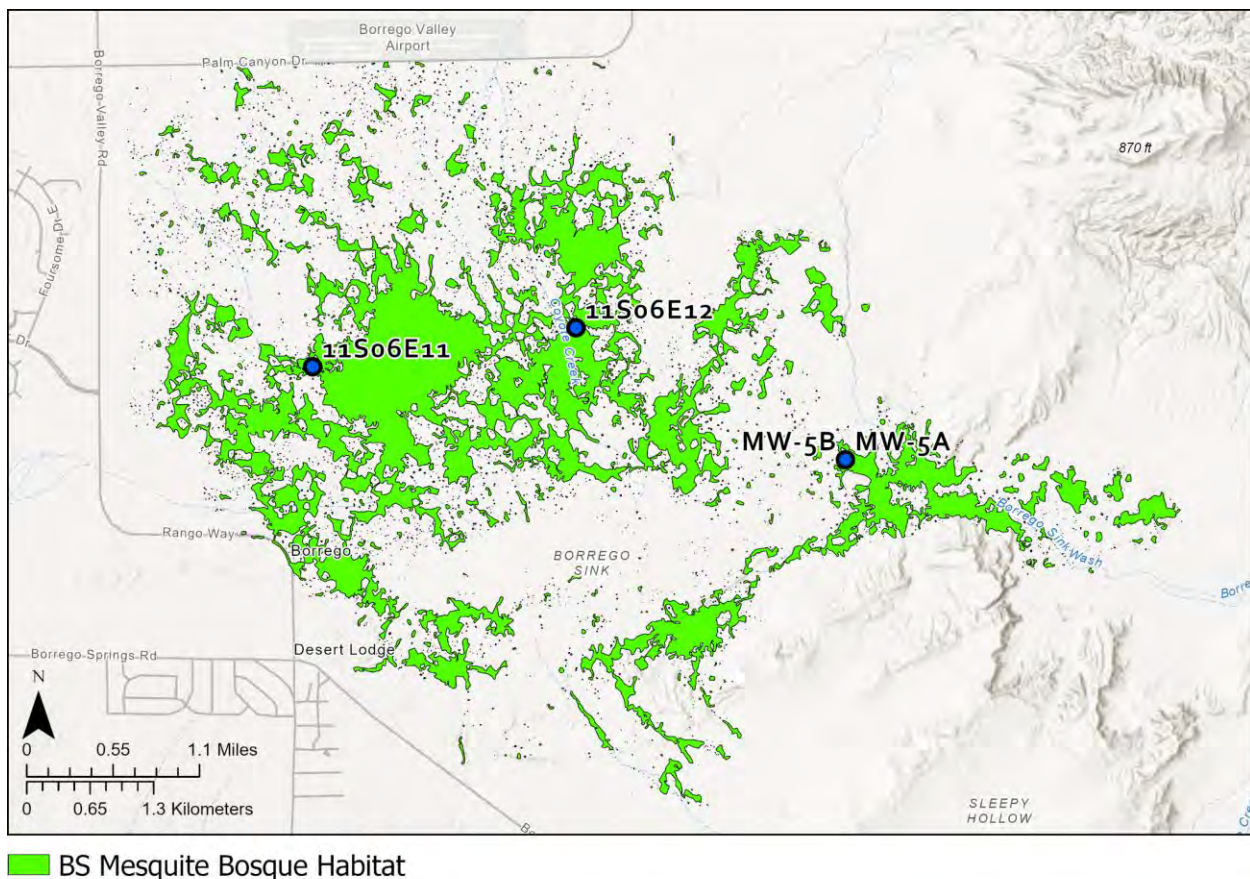 Borrego Valley
Airport
Palm Canyon Dr
Borrego Valley Rd
870 ft
Foursome Dr E
11S06E12
Coyote Creek
11S06E11
Dr
MW-5B MW-5A
Borrego Sink Wash
Rango Way
Borrego
BORREGO
SINK
Borre
Borrego Springs Rd
Desert Lodge
N
0 0.55 1.1 Miles
0 0.65 1.3 Kilometers
SLEEPY
HOLLOW
Bo
Cre
BS Mesquite Bosque Habitat